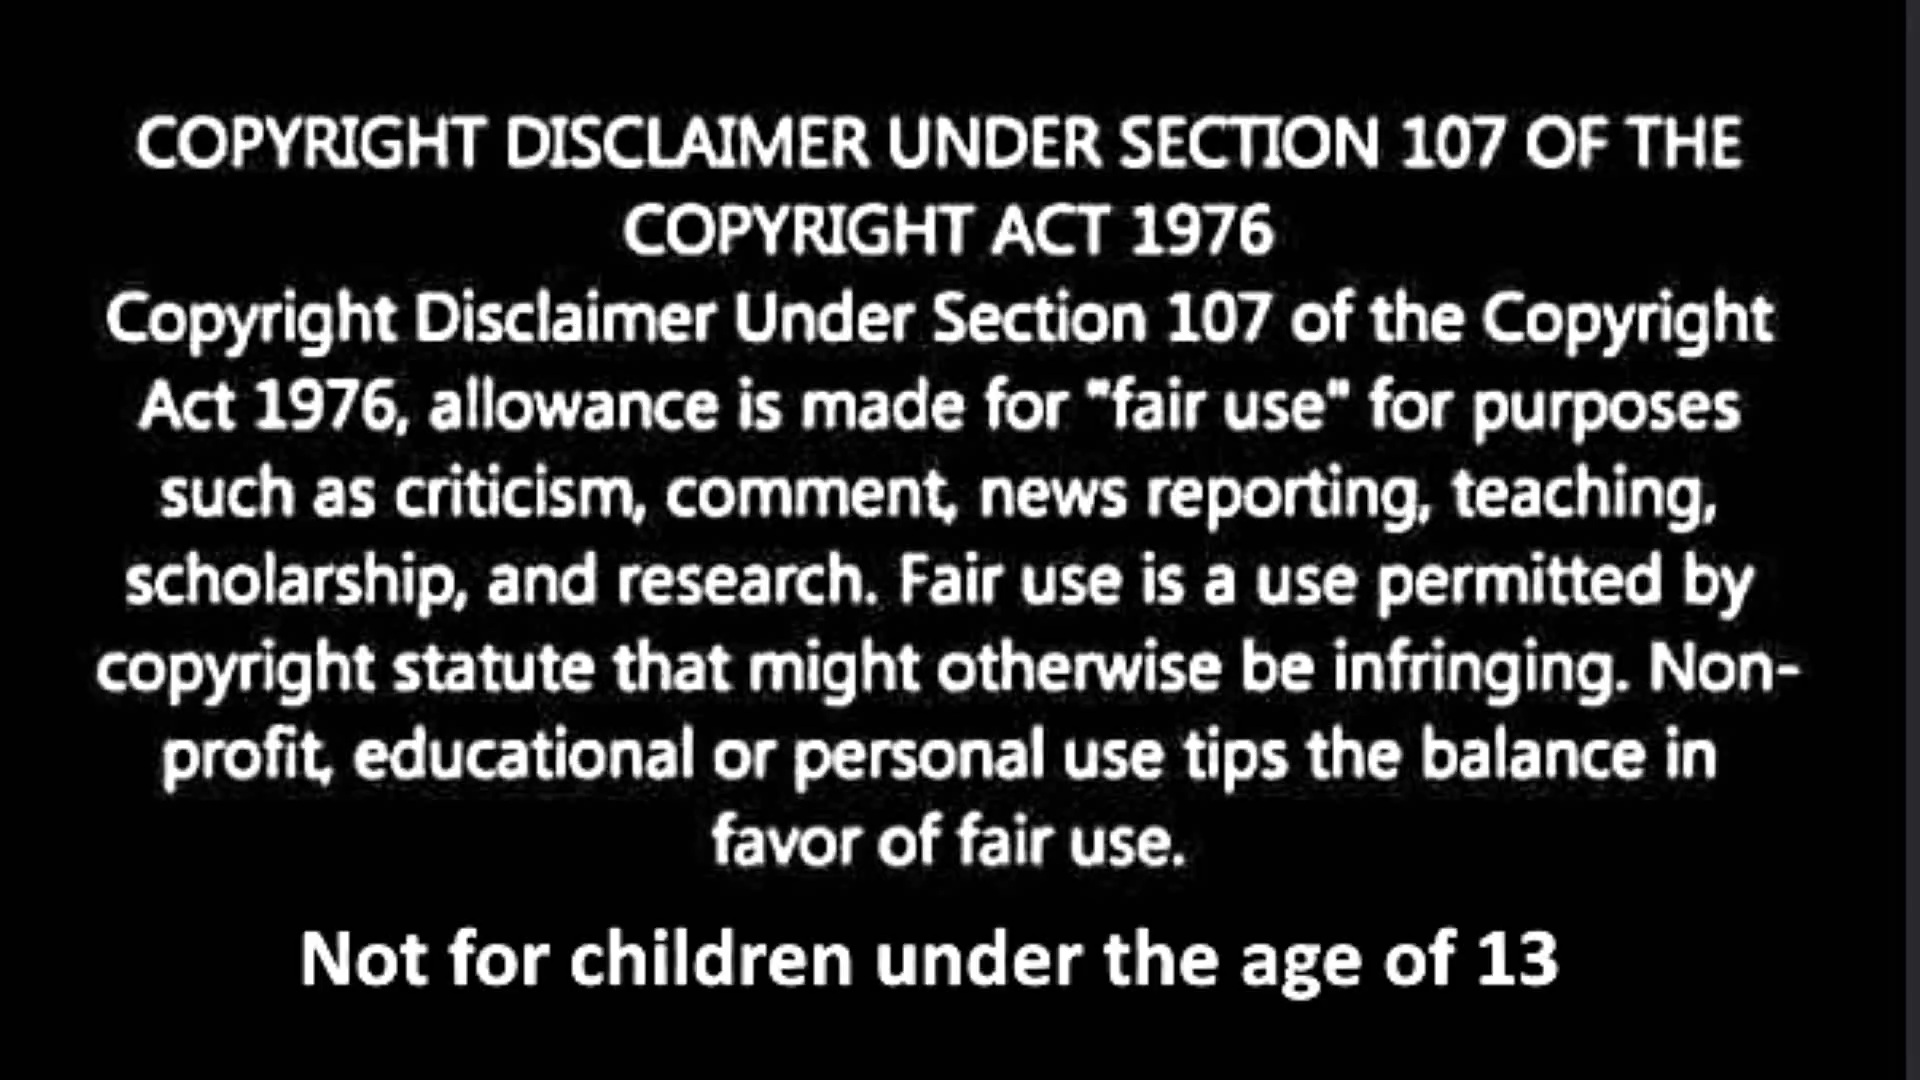 COPYRIGHT DISCLAIMER UNDER SECTION 107 OF THE
COPYRIGHT ACT 1976
Copyright Disclaimer Under Section 107 of the Copyright
Act 1976, allowance is made for "fair use" for purposes
such as criticism, comment, news reporting, teaching,
scholarship, and research. Fair use is a use permitted by
copyright statute that might otherwise be infringing. Non-
profit, educational or personal use tips the balance in
favor of fair use.
Not for children under the age of 13